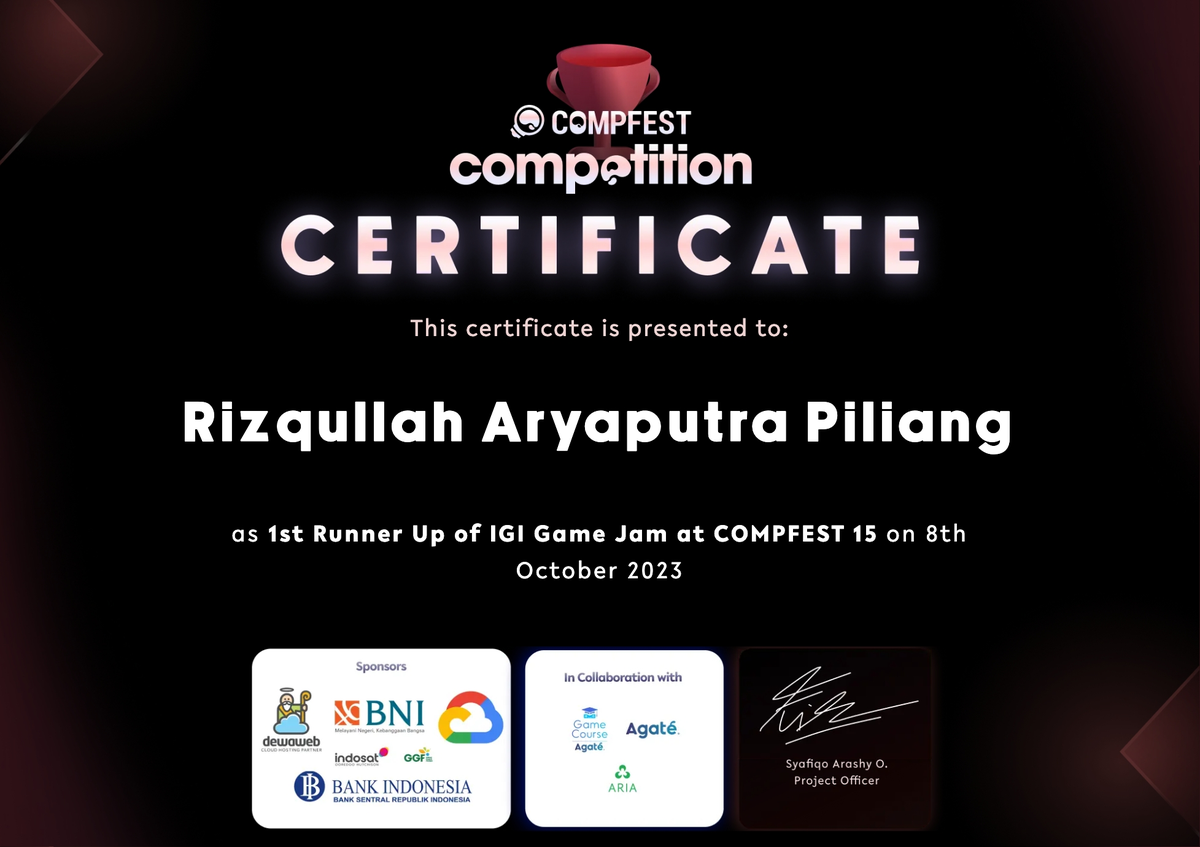 COMPFEST
competition
CERTIFICATE
This certificate is presented to:
Rizqullah Aryaputra Piliang
as 1st Runner Up of IGI Game Jam at COMPFEST 15 on 8th
October 2023
Sponsors
dewaweb
CLOUD HOSTING PARTNER
BNI
Melayani Negeri, Kebanggaan Bangsa
indosat
OOREDOO HUTCHISON
GGF
BANK INDONESIA
BANK SENTRAL REPUBLIK INDONESIA
In Collaboration with
Game
Course
Agaté.
Agaté.
ARIA
Syafiqo Arashy O.
Project Officer